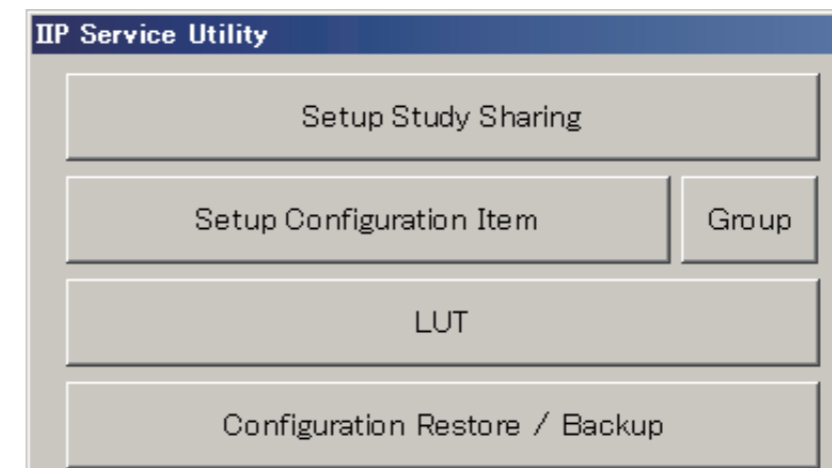 IIP Service Utility
Setup Study Sharing
Setup Configuration Item Group
LUT
Configuration Restore / Backup